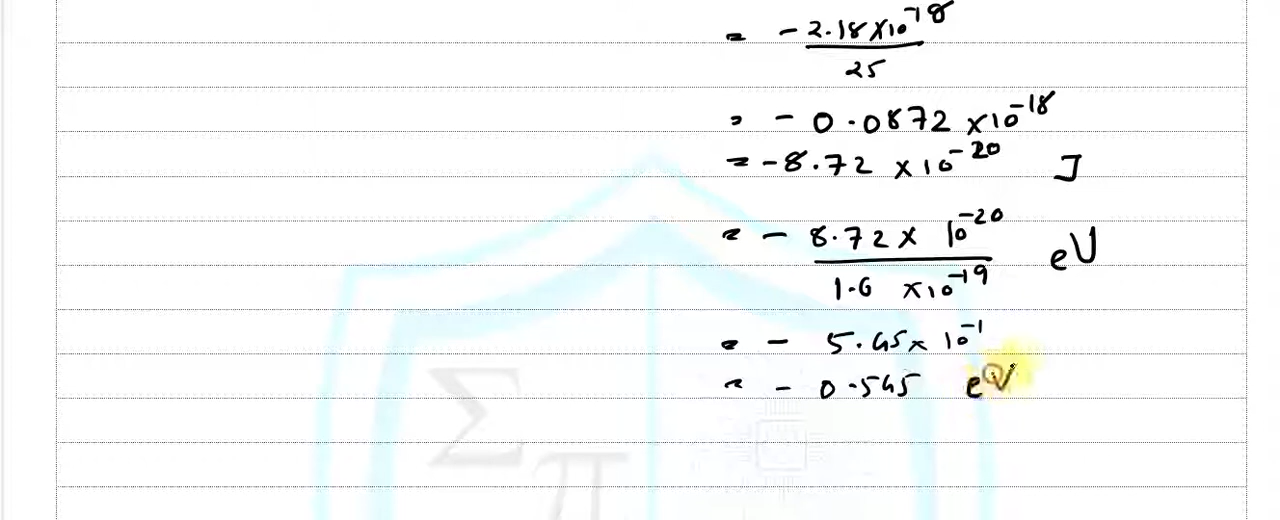 = -2.18×10⁻¹⁸
25
= - 0.0872 ×10⁻¹⁸
= -8.72 ×10⁻²⁰ J
= - 8.72× 10⁻²⁰ eV
1.6 ×10⁻¹⁹
= - 5.45× 10⁻¹
= - 0.545 eV
Σ
π